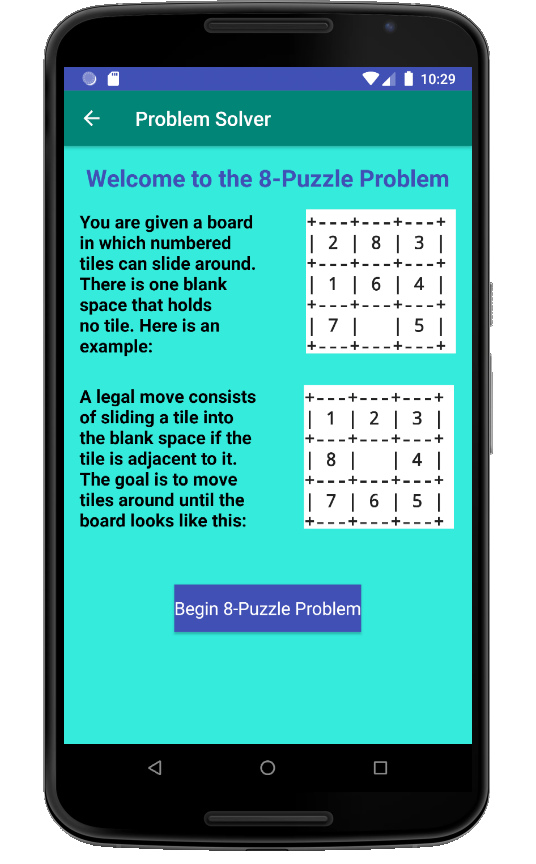 10:29
Problem Solver
Welcome to the 8-Puzzle Problem
You are given a board
in which numbered
tiles can slide around.
There is one blank
space that holds
no tile. Here is an
example:
+---+---+---+
| 2 | 8 | 3 |
+---+---+---+
| 1 | 6 | 4 |
+---+---+---+
| 7 |   | 5 |
+---+---+---+
A legal move consists
of sliding a tile into
the blank space if the
tile is adjacent to it.
The goal is to move
tiles around until the
board looks like this:
+---+---+---+
| 1 | 2 | 3 |
+---+---+---+
| 8 |   | 4 |
+---+---+---+
| 7 | 6 | 5 |
+---+---+---+
Begin 8-Puzzle Problem